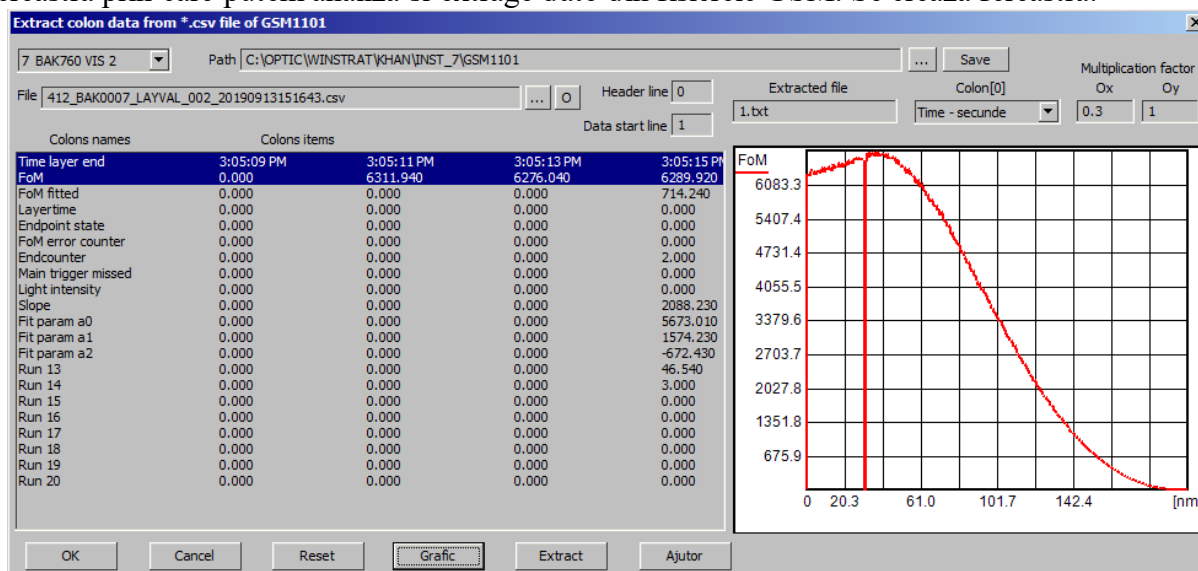 Extract colon data from *.csv file of GSM1101
7 BAK760 VIS 2 Path C:\OPTIC\WINSTRAT\KHAN\INST_7\GSM1101 ... Save Multiplication factor
File 412_BAK0007_LAYVAL_002_20190913151643.csv ... O Header line 0 Extracted file Colon[0] Ox Oy
Data start line 1 1.txt Time - secunde 0.3 1
Colons names Colons items
Time layer end 3:05:09 PM 3:05:11 PM 3:05:13 PM 3:05:15 PM
FoM 0.000 6311.940 6276.040 6289.920
FoM fitted 0.000 0.000 0.000 714.240
Layertime 0.000 0.000 0.000 0.000
Endpoint state 0.000 0.000 0.000 0.000
FoM error counter 0.000 0.000 0.000 0.000
Endcounter 0.000 0.000 0.000 2.000
Main trigger missed 0.000 0.000 0.000 0.000
Light intensity 0.000 0.000 0.000 0.000
Slope 0.000 0.000 0.000 2088.230
Fit param a0 0.000 0.000 0.000 5673.010
Fit param a1 0.000 0.000 0.000 1574.230
Fit param a2 0.000 0.000 0.000 -672.430
Run 13 0.000 0.000 0.000 46.540
Run 14 0.000 0.000 0.000 3.000
Run 15 0.000 0.000 0.000 0.000
Run 16 0.000 0.000 0.000 0.000
Run 17 0.000 0.000 0.000 0.000
Run 18 0.000 0.000 0.000 0.000
Run 19 0.000 0.000 0.000 0.000
Run 20 0.000 0.000 0.000 0.000
FoM
6083.3
5407.4
4731.4
4055.5
3379.6
2703.7
2027.8
1351.8
675.9
0 20.3 61.0 101.7 142.4 [nm
OK Cancel Reset Grafic Extract Ajutor